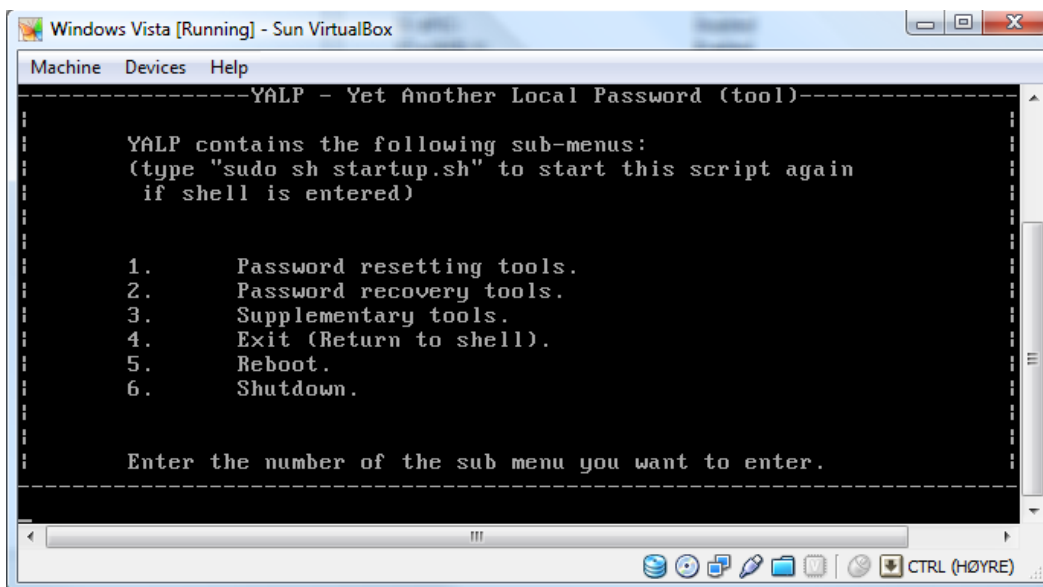 Windows Vista [Running] - Sun VirtualBox
Machine Devices Help
------------------YALP - Yet Another Local Password (tool)-----------------
YALP contains the following sub-menus:
(type "sudo sh startup.sh" to start this script again
if shell is entered)
1. Password resetting tools.
2. Password recovery tools.
3. Supplementary tools.
4. Exit (Return to shell).
5. Reboot.
6. Shutdown.
Enter the number of the sub menu you want to enter.
CTRL (HØYRE)